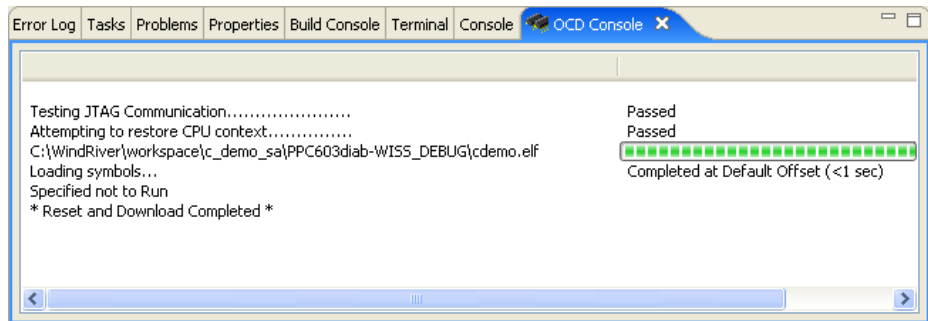 Error Log Tasks Problems Properties Build Console Terminal Console OCD Console
Testing JTAG Communication...................... Passed
Attempting to restore CPU context............... Passed
C:\WindRiver\workspace\c_demo_sa\PPC603diab-WISS_DEBUG\cdemo.elf
Loading symbols... Completed at Default Offset (<1 sec)
Specified not to Run
* Reset and Download Completed *